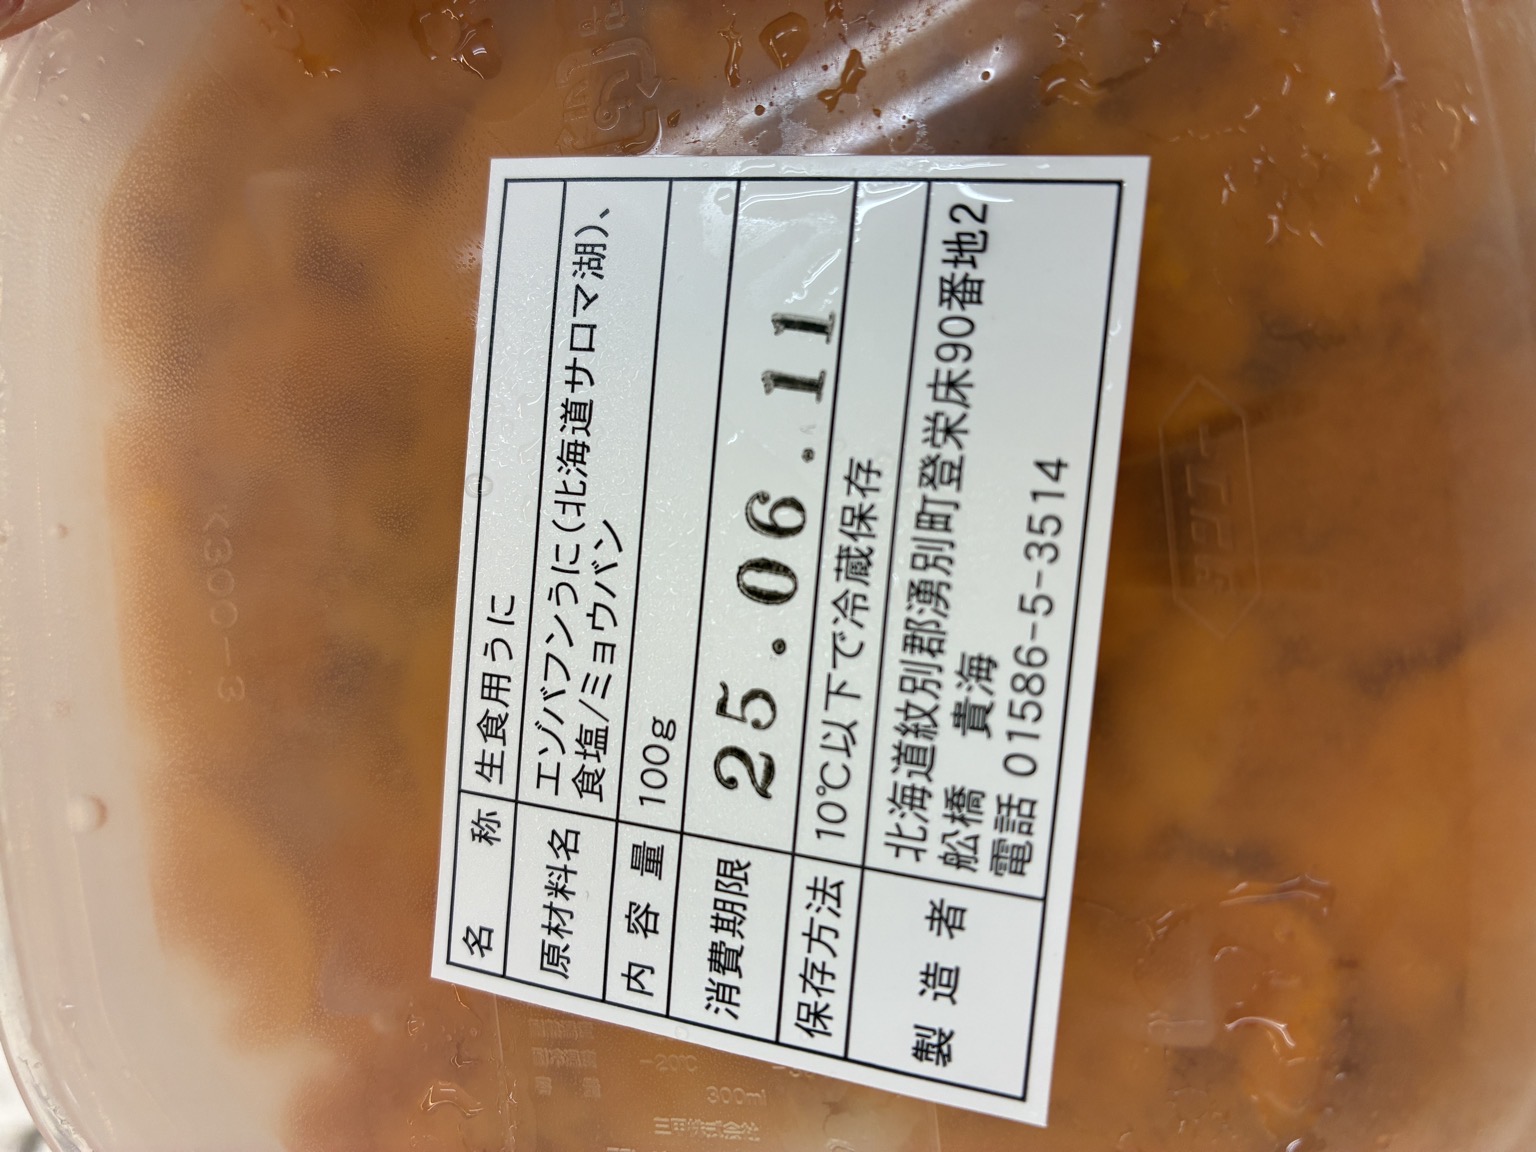 名　称 生食用うに
原材料名 エゾバフンうに(北海道サロマ湖)、
食塩/ミョウバン
内 容 量 100g
消費期限 25.06.11
保存方法 10℃以下で冷蔵保存
製 造 者 北海道紋別郡湧別町登栄床90番地2
舩橋　貴海
電話 01586-5-3514
<300-3
-20℃
300ml